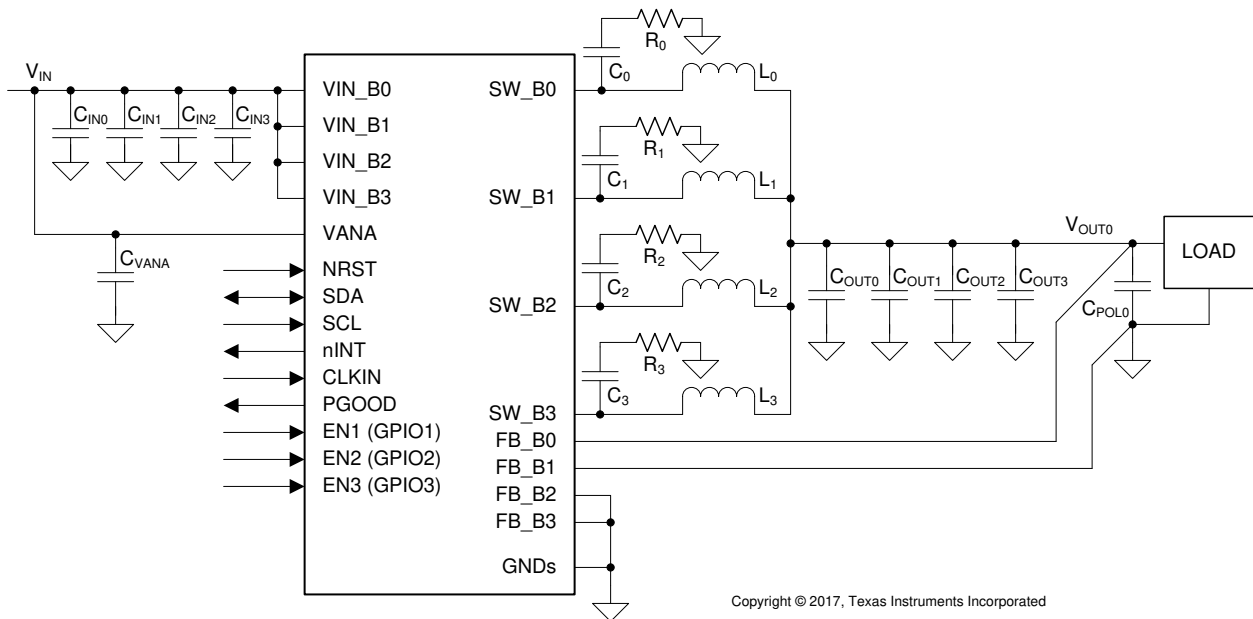 R0
VIN
C0
L0
VIN_B0
SW_B0
CIN0
CIN1
CIN2
CIN3
VIN_B1
R1
VIN_B2
C1
L1
VIN_B3
SW_B1
VANA
VOUT0
CVANA
R2
LOAD
NRST
SDA
C2
L2
COUT0
COUT1
COUT2
COUT3
SCL
SW_B2
CPOL0
nINT
R3
CLKIN
PGOOD
C3
L3
SW_B3
EN1 (GPIO1)
FB_B0
EN2 (GPIO2)
FB_B1
EN3 (GPIO3)
FB_B2
FB_B3
GNDs
Copyright © 2017, Texas Instruments Incorporated